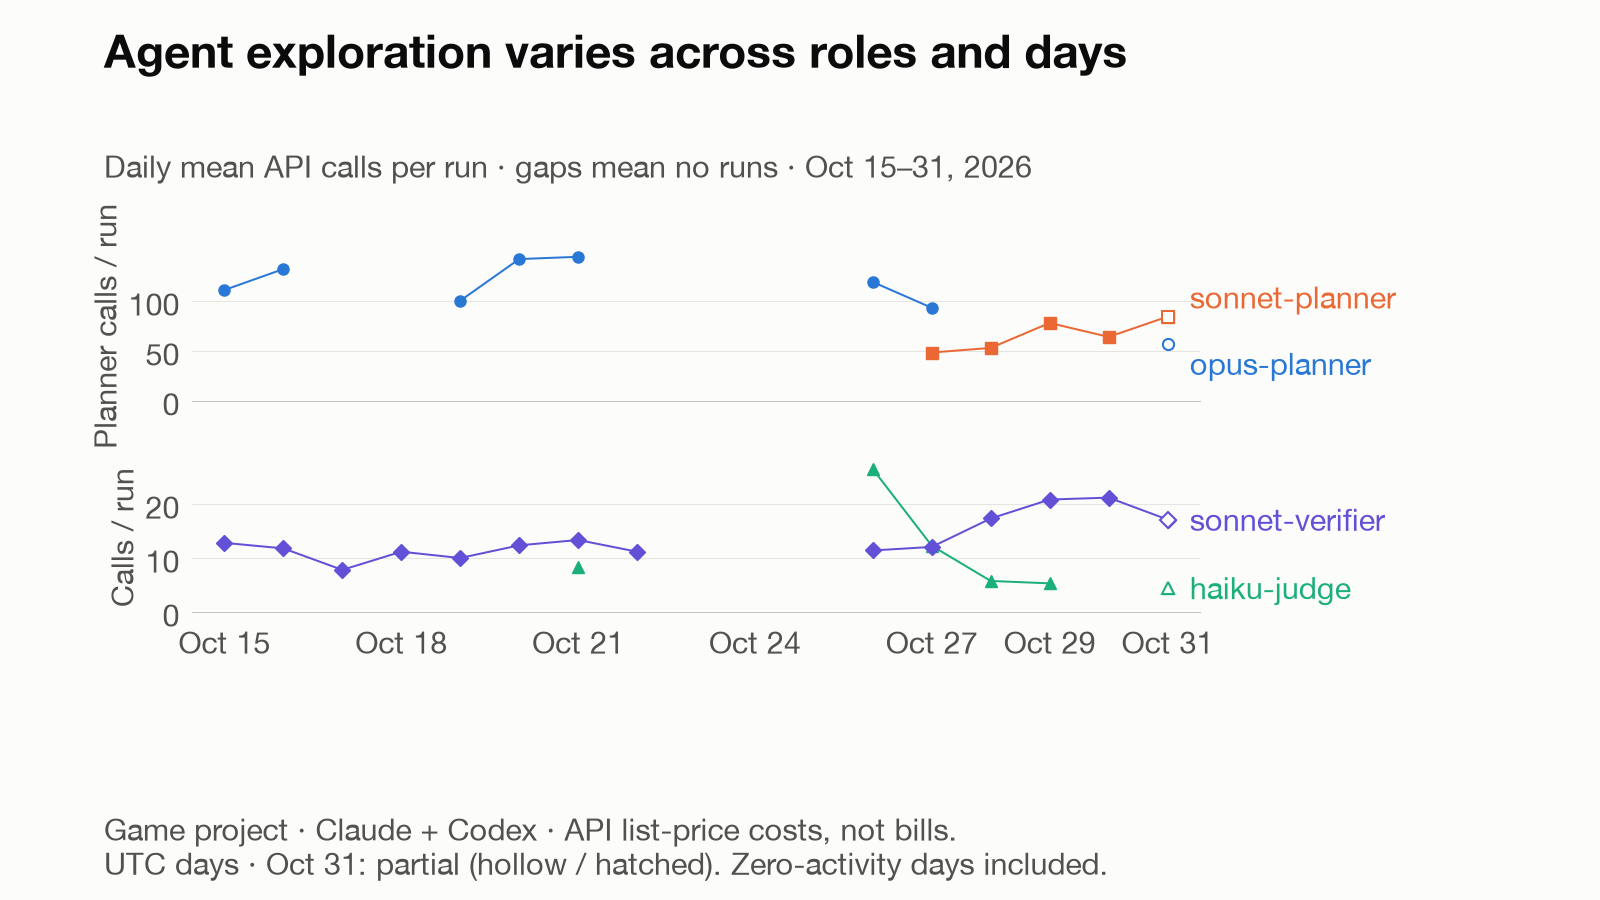 Agent exploration varies across roles and days
Daily mean API calls per run · gaps mean no runs · Oct 15–31, 2026
Planner calls / run
100
50
0
sonnet-planner
opus-planner
Calls / run
20
10
0
sonnet-verifier
haiku-judge
Oct 15 Oct 18 Oct 21 Oct 24 Oct 27 Oct 29 Oct 31
Game project · Claude + Codex · API list-price costs, not bills.
UTC days · Oct 31: partial (hollow / hatched). Zero-activity days included.